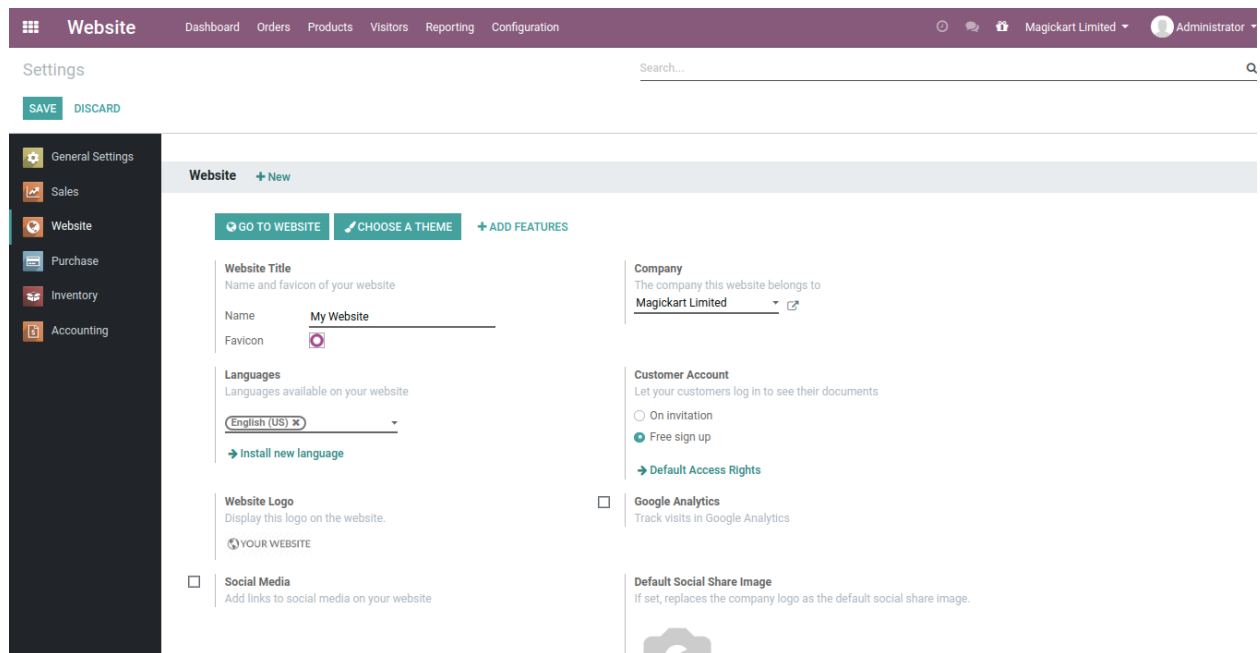 Website Dashboard Orders Products Visitors Reporting Configuration Magickart Limited Administrator
Settings Search...
SAVE DISCARD
General Settings
Sales
Website
Purchase
Inventory
Accounting
Website + New
GO TO WEBSITE CHOOSE A THEME + ADD FEATURES
Website Title
Name and favicon of your website
Name My Website
Favicon
Company
The company this website belongs to
Magickart Limited
Languages
Languages available on your website
English (US) ✖
Install new language
Customer Account
Let your customers log in to see their documents
On invitation
Free sign up
Default Access Rights
Website Logo
Display this logo on the website.
YOUR WEBSITE
Google Analytics
Track visits in Google Analytics
Social Media
Add links to social media on your website
Default Social Share Image
If set, replaces the company logo as the default social share image.